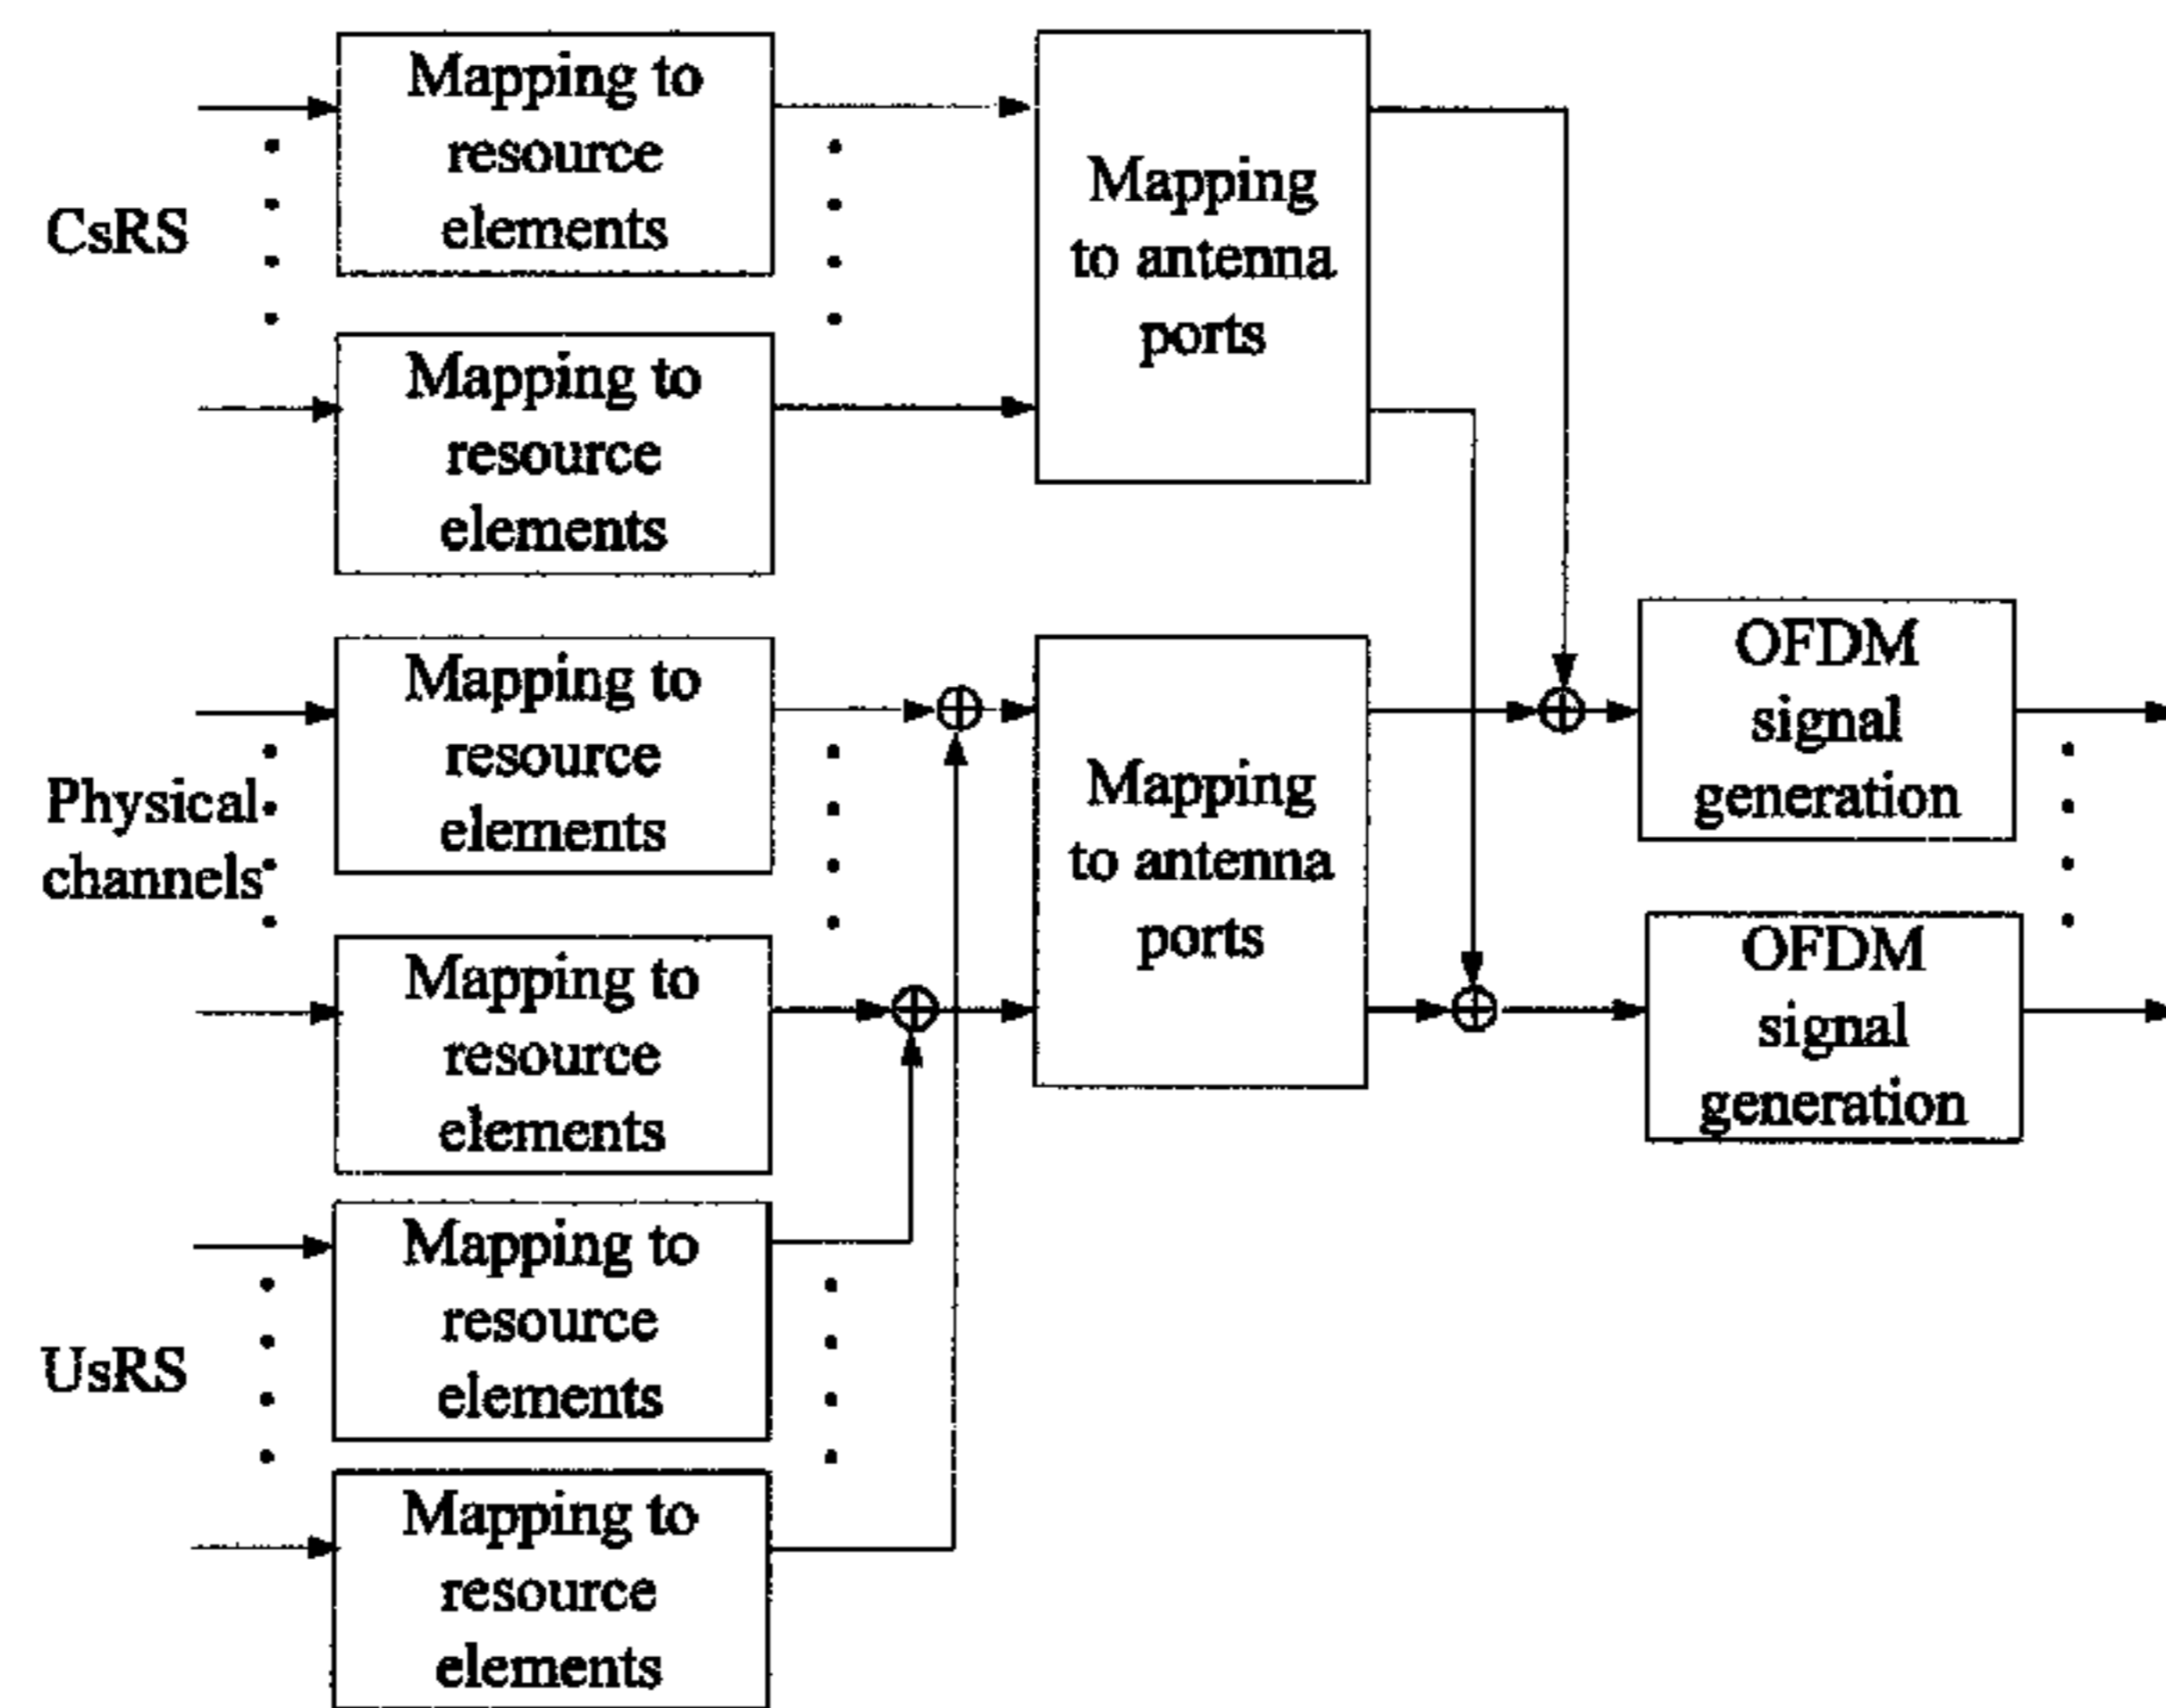 CsRS
Mapping to
resource
elements
Mapping to
resource
elements
Mapping
to antenna
ports
Physical
channels
Mapping to
resource
elements
Mapping to
resource
elements
Mapping
to antenna
ports
OFDM
signal
generation
OFDM
signal
generation
UsRS
Mapping to
resource
elements
Mapping to
resource
elements